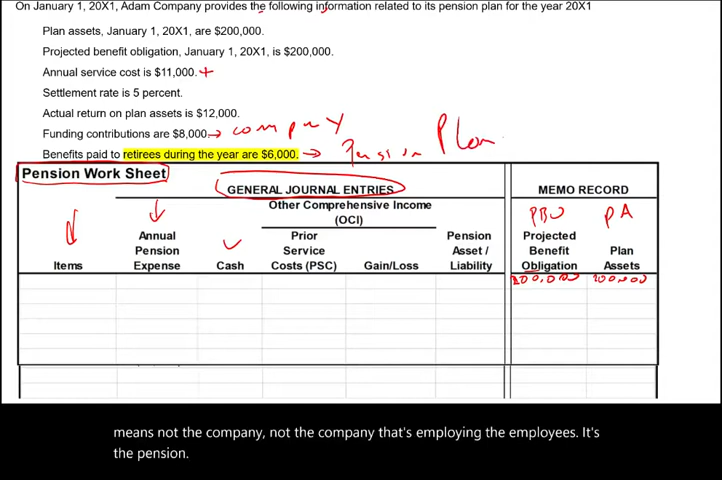 On January 1, 20X1, Adam Company provides the following information related to its pension plan for the year 20X1
Plan assets, January 1, 20X1, are $200,000.
Projected benefit obligation, January 1, 20X1, is $200,000.
Annual service cost is $11,000. +
Settlement rate is 5 percent.
Actual return on plan assets is $12,000.
Funding contributions are $8,000. → company
Benefits paid to retirees during the year are $6,000. → Pension Plan
Pension Work Sheet
GENERAL JOURNAL ENTRIES
MEMO RECORD
Other Comprehensive Income
(OCI)
PBO PA
Annual Prior Pension Projected
Pension Service Asset / Benefit Plan
Items Expense Cash Costs (PSC) Gain/Loss Liability Obligation Assets
200,000 200,000
means not the company, not the company that's employing the employees. It's
the pension.